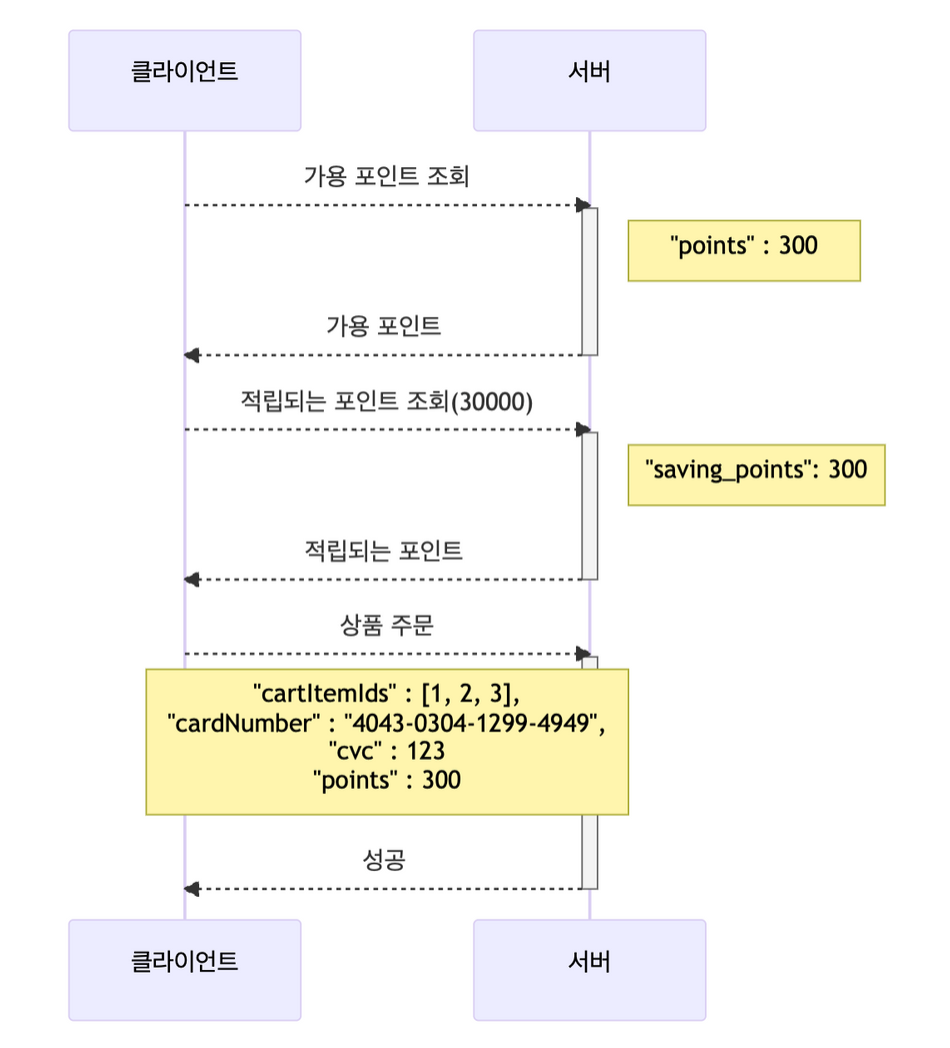 클라이언트
서버
가용 포인트 조회
"points" : 300
가용 포인트
적립되는 포인트 조회(30000)
"saving_points": 300
적립되는 포인트
상품 주문
"cartItemIds" : [1, 2, 3],
"cardNumber" : "4043-0304-1299-4949",
"cvc" : 123
"points" : 300
성공
클라이언트
서버